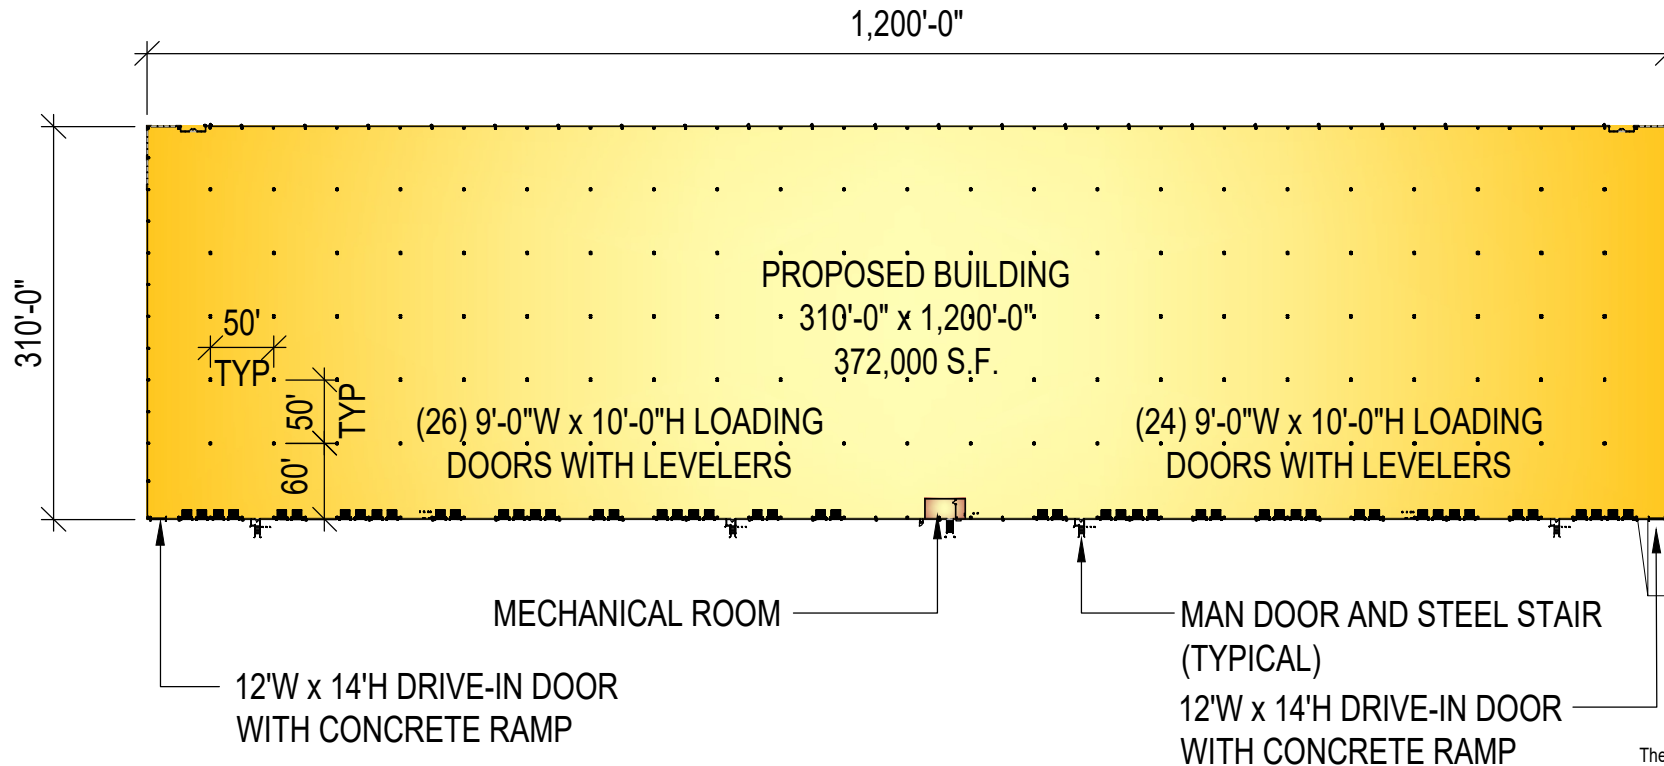 1,200'-0"
310'-0"
PROPOSED BUILDING
310'-0" x 1,200'-0"
372,000 S.F.
50'
TYP
50'
TYP
60'
(26) 9'-0"W x 10'-0"H LOADING
DOORS WITH LEVELERS
(24) 9'-0"W x 10'-0"H LOADING
DOORS WITH LEVELERS
MECHANICAL ROOM
MAN DOOR AND STEEL STAIR
(TYPICAL)
12'W x 14'H DRIVE-IN DOOR
WITH CONCRETE RAMP
12'W x 14'H DRIVE-IN DOOR
WITH CONCRETE RAMP
The